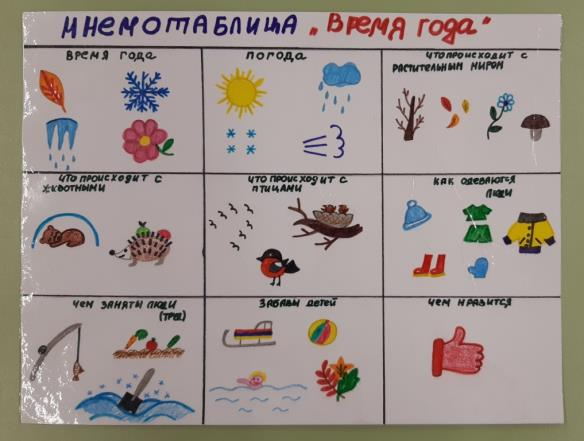 МНЕМОТАБЛИЦА „ВРЕМЯ ГОДА"
ВРЕМЯ ГОДА
ПОГОДА
ЧТО ПРОИСХОДИТ С
РАСТИТЕЛЬНЫМ МИРОМ
ЧТО ПРОИСХОДИТ С
ЖИВОТНЫМИ
ЧТО ПРОИСХОДИТ С
ПТИЦАМИ
КАК ОДЕВАЮТСЯ
ЛЮДИ
ЧЕМ ЗАНЯТЫ ЛЮДИ
(ТРУД)
ЗАБАВЫ ДЕТЕЙ
ЧЕМ НРАВИТСЯ